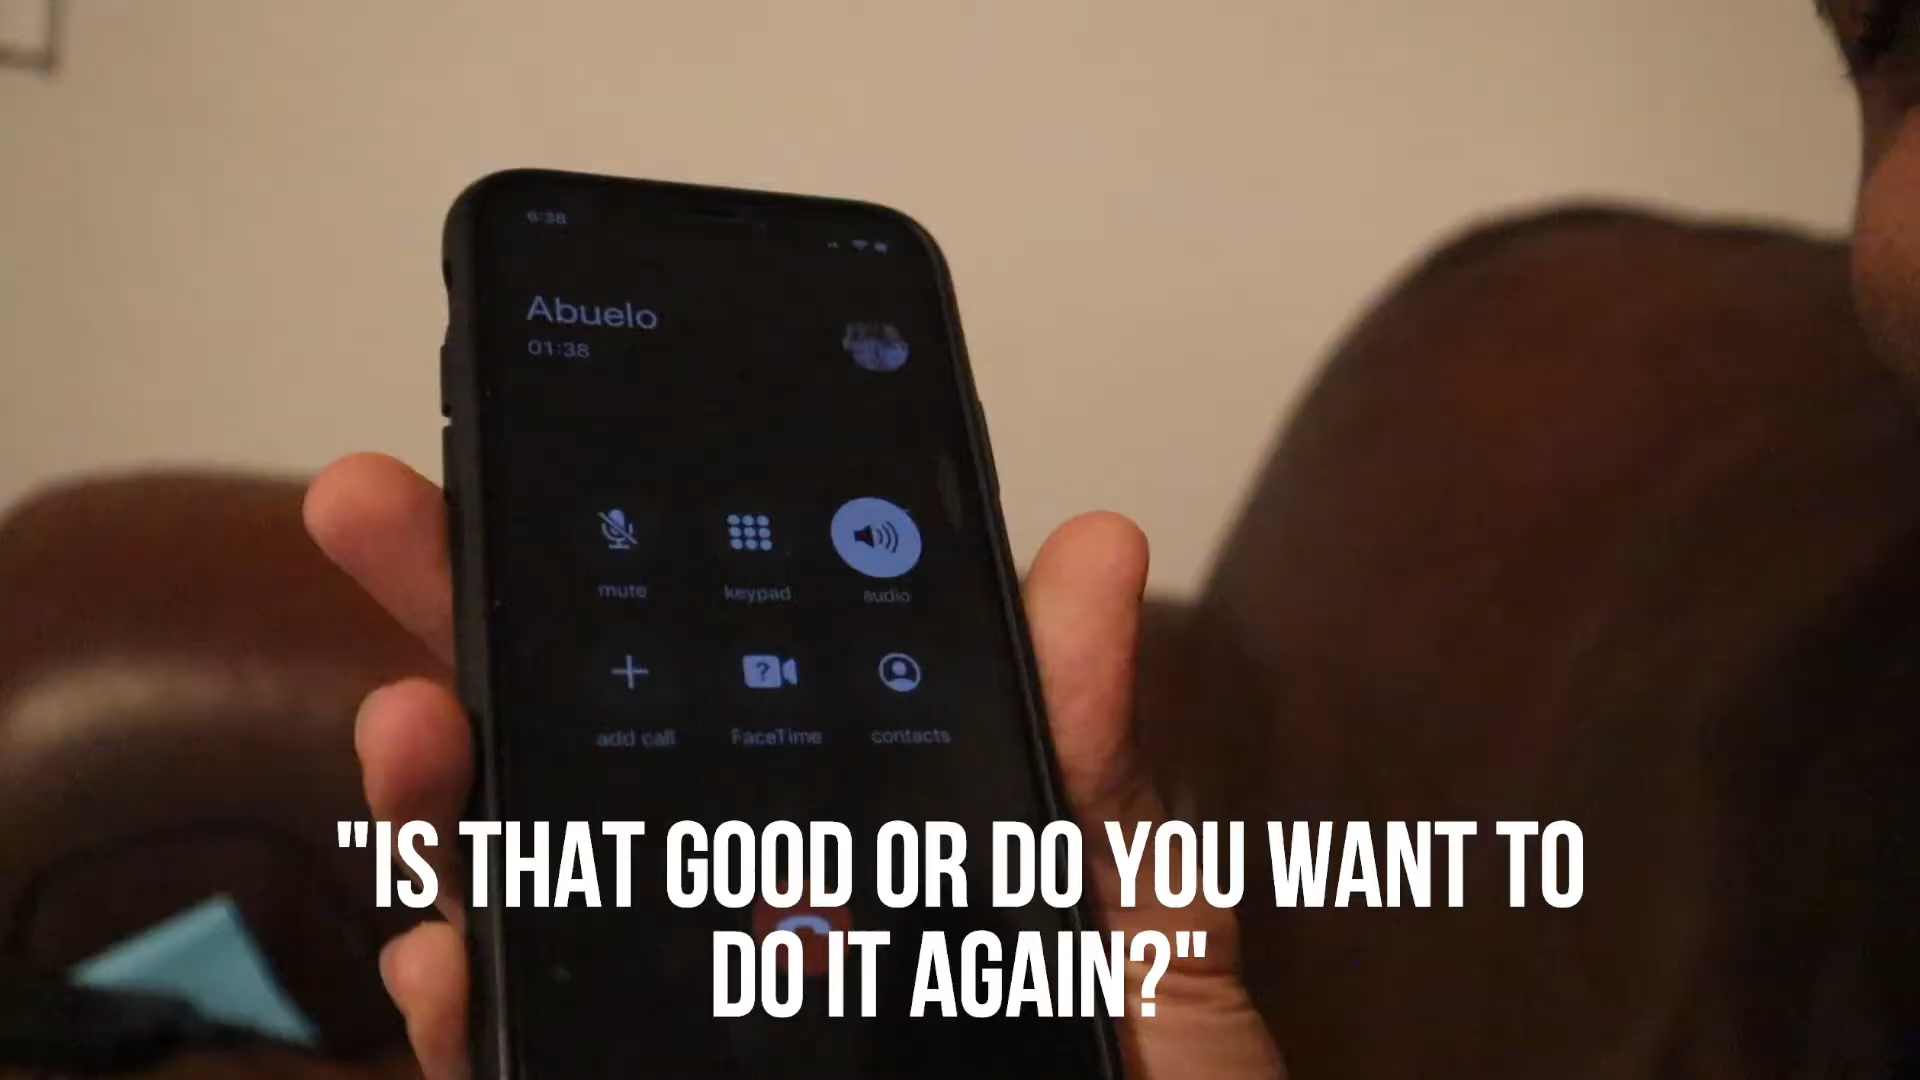 6:38
Abuelo
01:38
mute keypad audio
add call FaceTime contacts
"IS THAT GOOD OR DO YOU WANT TO
DO IT AGAIN?"